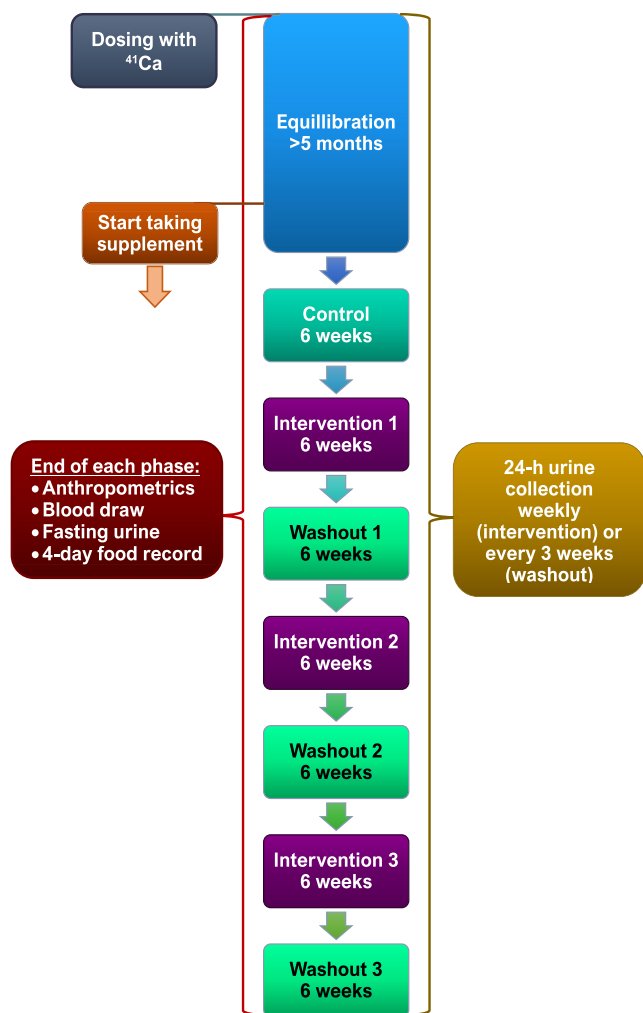 Dosing with
⁴¹Ca
Equillibration
>5 months
Start taking
supplement
Control
6 weeks
Intervention 1
6 weeks
End of each phase:
• Anthropometrics
• Blood draw
• Fasting urine
• 4-day food record
Washout 1
6 weeks
24-h urine
collection
weekly
(intervention) or
every 3 weeks
(washout)
Intervention 2
6 weeks
Washout 2
6 weeks
Intervention 3
6 weeks
Washout 3
6 weeks